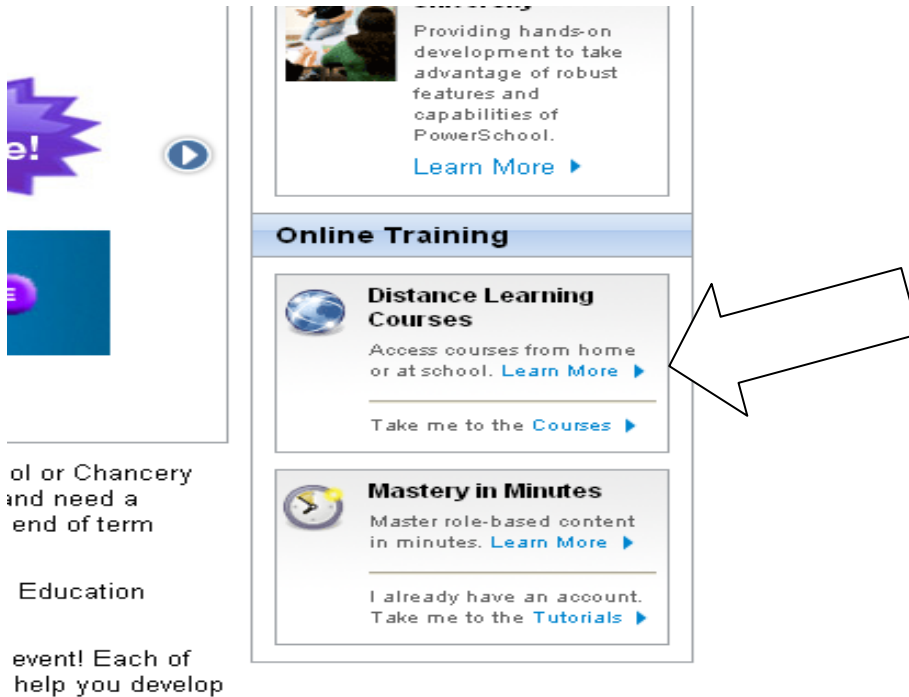 Providing hands-on
development to take
advantage of robust
features and
capabilities of
PowerSchool.
Learn More
e!
E
Online Training
Distance Learning
Courses
Access courses from home
or at school. Learn More
Take me to the Courses
Mastery in Minutes
Master role-based content
in minutes. Learn More
I already have an account.
Take me to the Tutorials
ol or Chancery
and need a
end of term
Education
event! Each of
help you develop